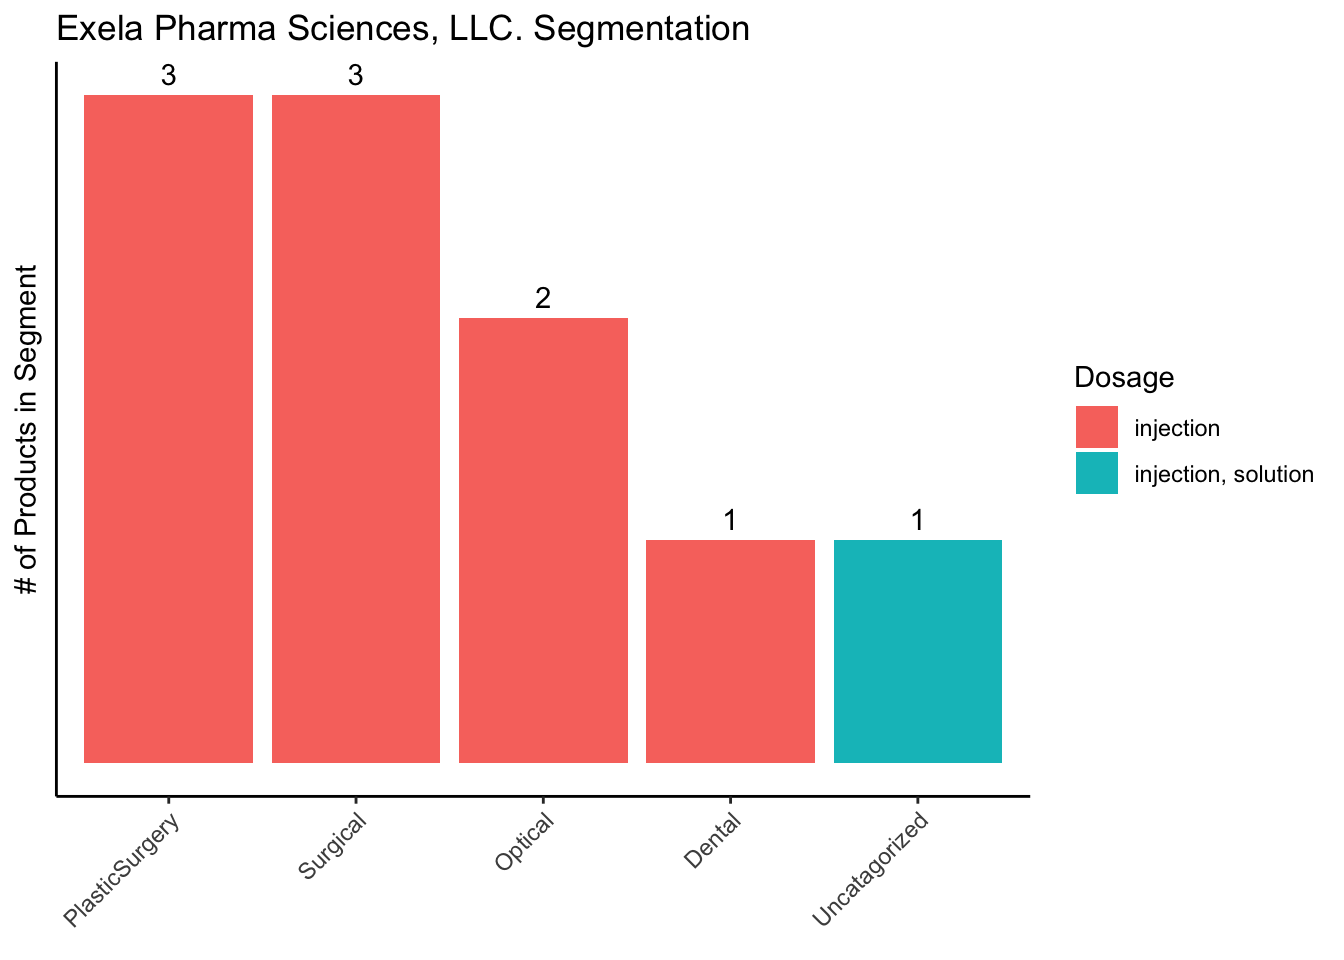 Exela Pharma Sciences, LLC. Segmentation
3
3
2
1
1
# of Products in Segment
PlasticSurgery
Surgical
Optical
Dental
Uncatagorized
Dosage
injection
injection, solution